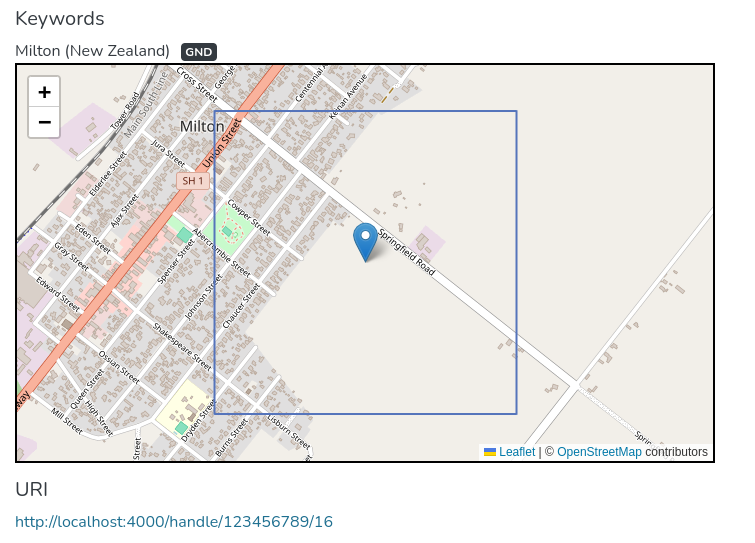 Keywords
Milton (New Zealand) GND
+
−
Cross Street
George
Centennial A
Kernan Avenue
Tower Road
Main South Line
Milton
Union Street
Jura Street
Elderlee Street
SH 1
Ajax Street
Cowper Street
Eden Street
Abercrombie Street
Springfield Road
Gray Street
Spenser Street
Edward Street
Johnson Street
Chaucer Street
Shakespeare Street
Ossian Street
Queen Street
way
High Street
Mill Street
Dryden Street
Lisburn Street
Burns Street
Street
Sprin
Leaflet | © OpenStreetMap contributors
URI
http://localhost:4000/handle/123456789/16